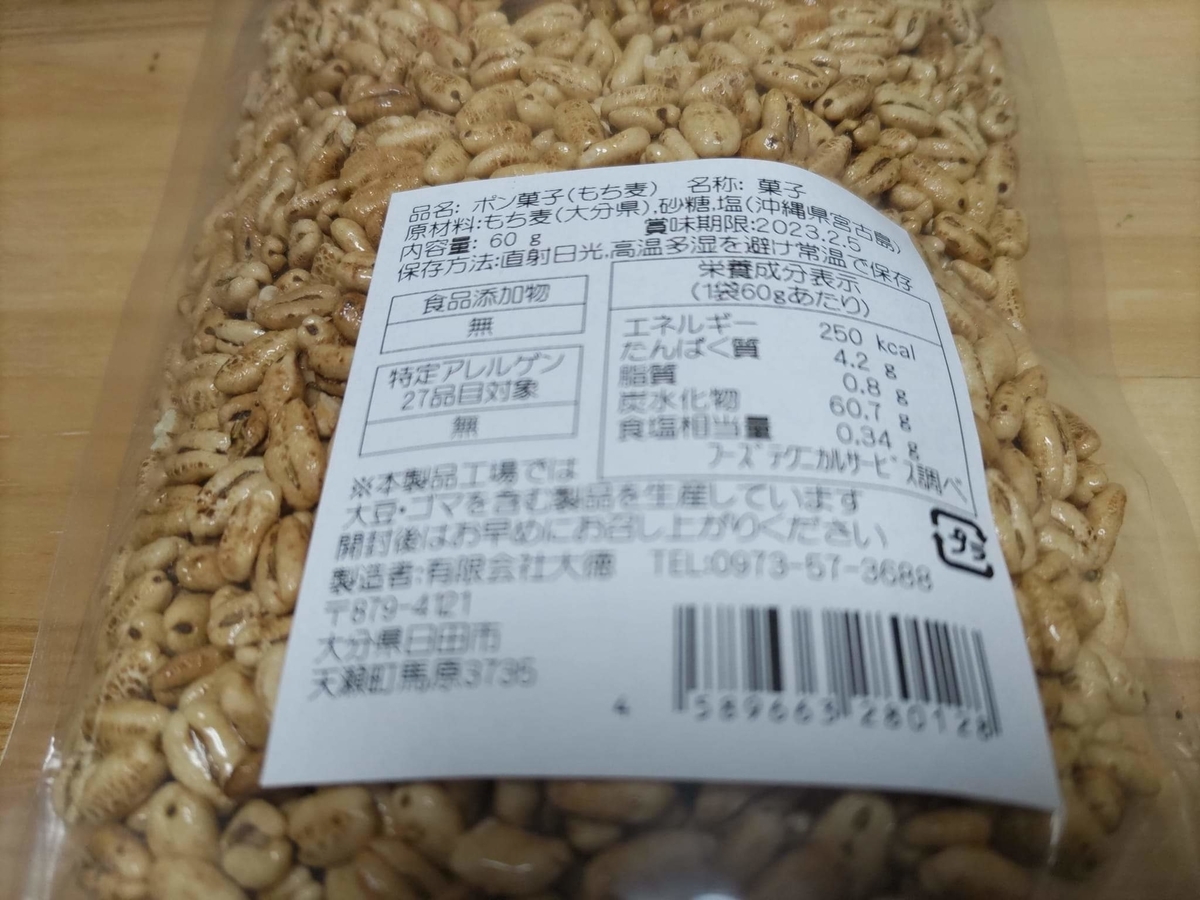 品名: ポン菓子(もち麦) 名称: 菓子
原材料:もち麦(大分県),砂糖,塩(沖縄県宮古島)
内容量: 60 g 賞味期限:2023.2.5
保存方法:直射日光,高温多湿を避け常温で保存
食品添加物
無
特定アレルゲン
27品目対象
無
栄養成分表示
(1袋60gあたり)
エネルギー 250 kcal
たんぱく質 4.2 g
脂質 0.8 g
炭水化物 60.7 g
食塩相当量 0.34 g
フーズテクニカルサービス調べ
※本製品工場では
大豆・ゴマを含む製品を生産しています
開封後はお早めにお召し上がりください
製造者:有限会社大徳 TEL:0973-57-3688
〒879-4121
大分県日田市
天瀬町馬原3735
プラ
4 589663 280128